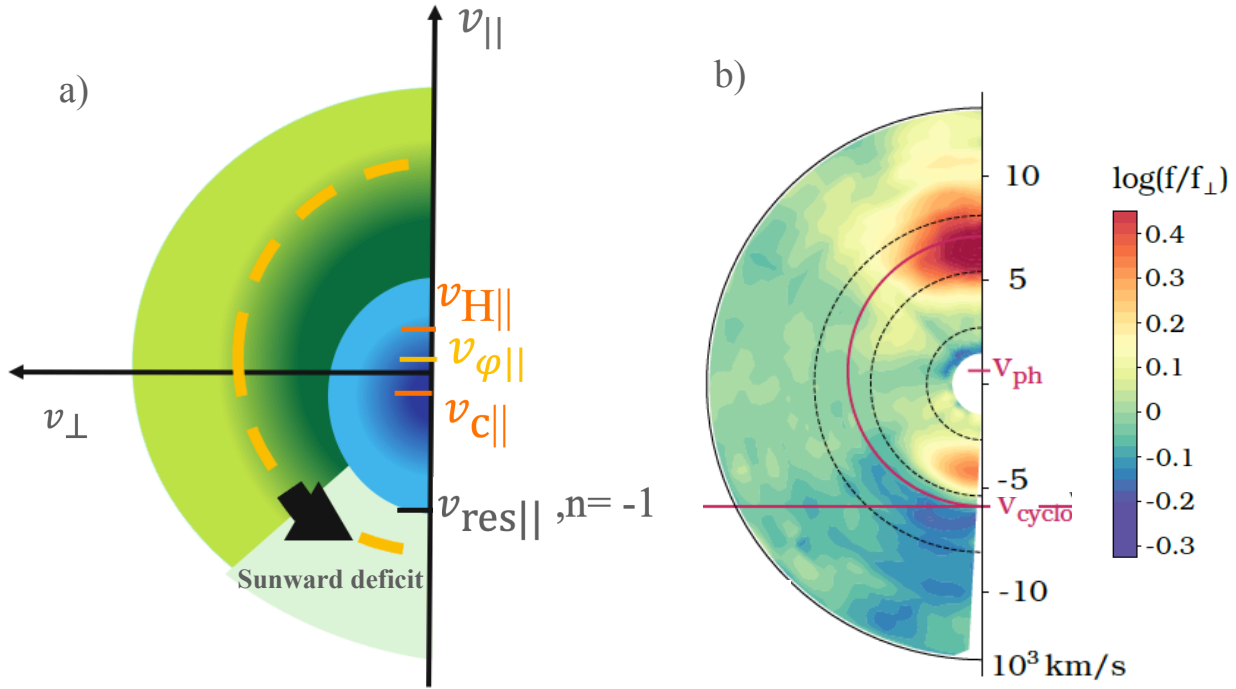 a)
v||
vH||
vφ||
v⊥
vc||
vres|| ,n= -1
Sunward deficit
b)
10
5
vph
-5
vcyclo
-10
10³ km/s
log(f/f⊥)
0.4
0.3
0.2
0.1
0
-0.1
-0.2
-0.3